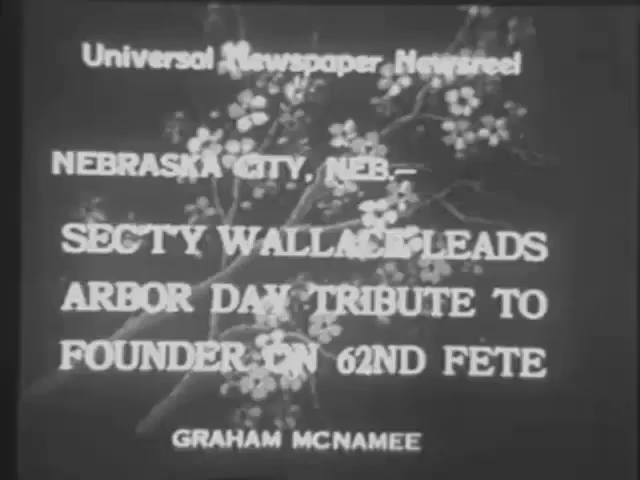 Universal Newspaper Newsreel
NEBRASKA CITY, NEB.—
SEC'TY WALLACE LEADS
ARBOR DAY TRIBUTE TO
FOUNDER ON 62ND FETE
GRAHAM MCNAMEE